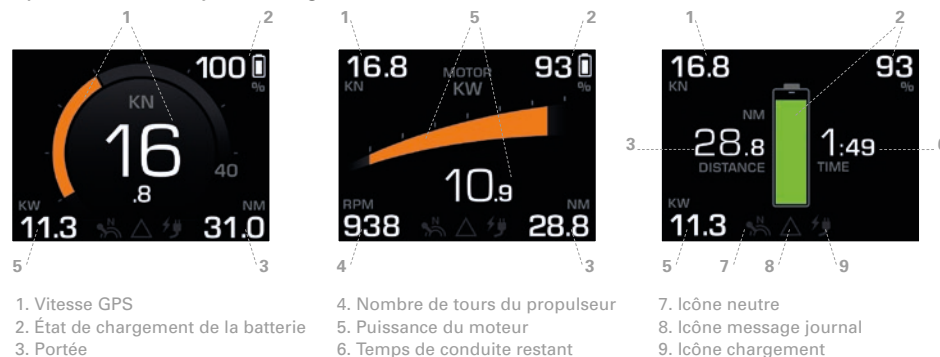 1 2 1 5 2 1 2
100
%
KN
16
.8
40
KW
11.3
N
NM
31.0
5 3
16.8
KN
MOTOR
KW
93
%
10.9
RPM
938
N
NM
28.8
4 3
16.8
KN
93
%
NM
28.8
DISTANCE
1:49
TIME
3 6
KW
11.3
N
5 7 8 9
1. Vitesse GPS
2. État de chargement de la batterie
3. Portée
4. Nombre de tours du propulseur
5. Puissance du moteur
6. Temps de conduite restant
7. Icône neutre
8. Icône message journal
9. Icône chargement